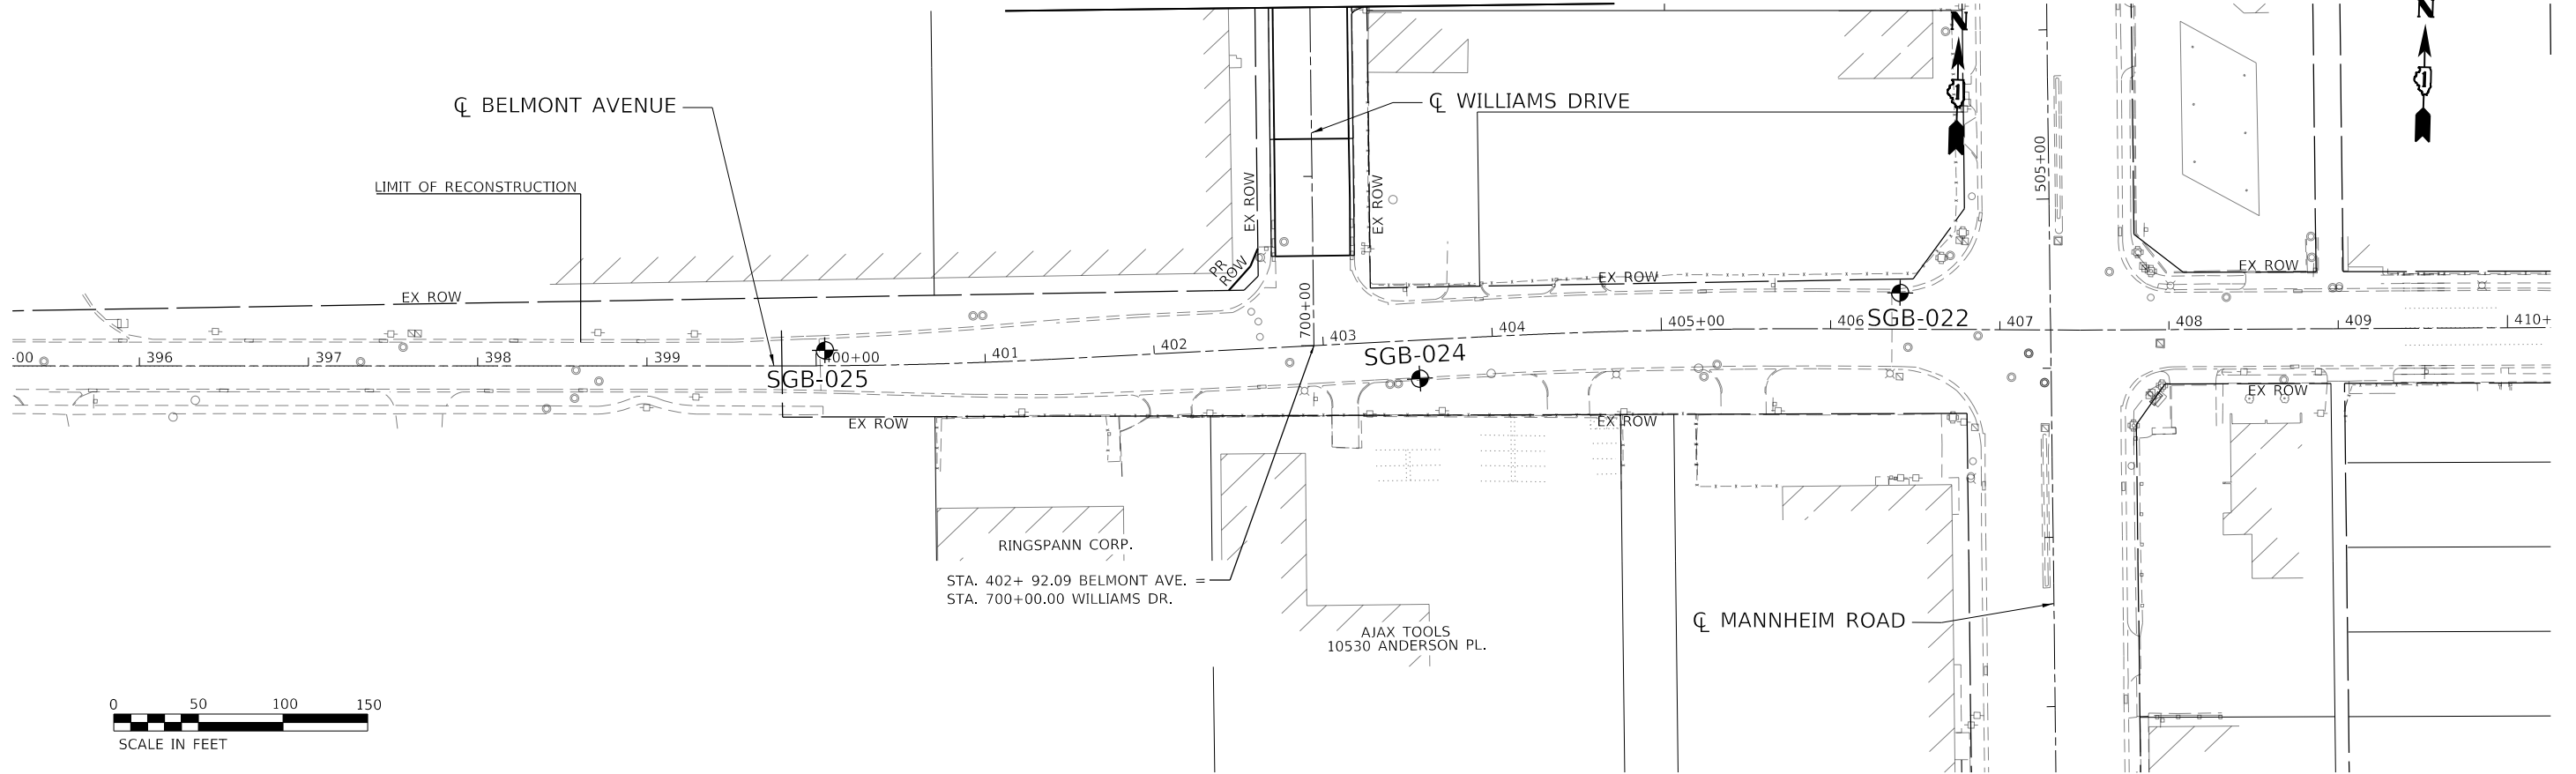 N
N
℄ BELMONT AVENUE
℄ WILLIAMS DRIVE
LIMIT OF RECONSTRUCTION
505+00
EX ROW
EX ROW
PR
ROW
EX ROW
EX ROW
EX ROW
700+00
SGB-022
-00
396
397
398
399
400+00
401
402
403
404
405+00
406
407
408
409
410+
SGB-024
SGB-025
EX ROW
EX ROW
EX ROW
RINGSPANN CORP.
STA. 402+ 92.09 BELMONT AVE. =
STA. 700+00.00 WILLIAMS DR.
AJAX TOOLS
10530 ANDERSON PL.
℄ MANNHEIM ROAD
0 50 100 150
SCALE IN FEET